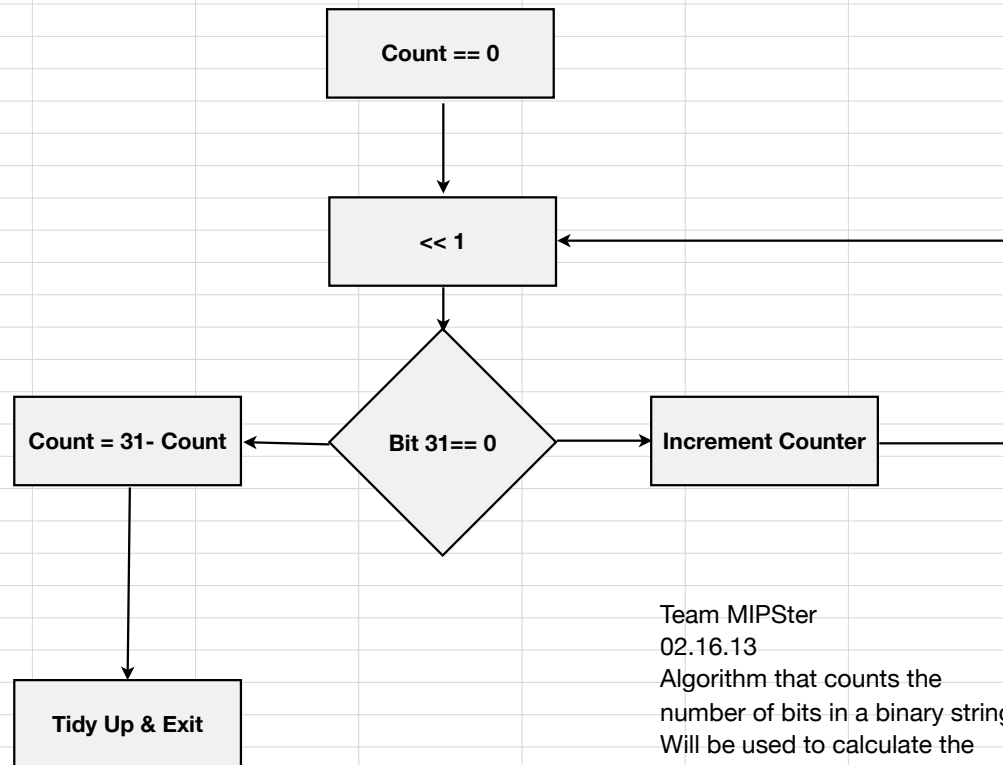 Count == 0
<< 1
Count = 31- Count
Bit 31== 0
Increment Counter
Team MIPSter
02.16.13
Algorithm that counts the
number of bits in a binary string
Will be used to calculate the
Tidy Up & Exit